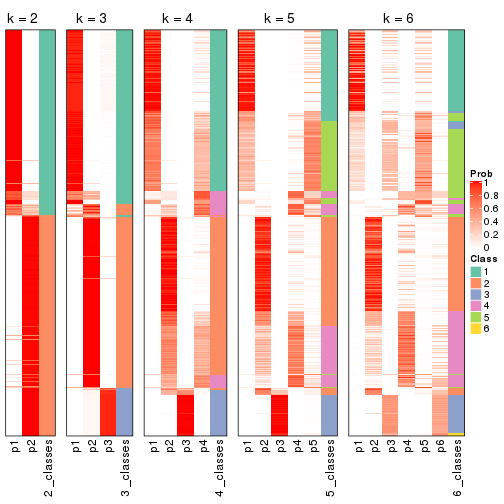 k = 2
k = 3
k = 4
k = 5
k = 6
p1
p2
2_classes
p1
p2
p3
3_classes
p1
p2
p3
p4
4_classes
p1
p2
p3
p4
p5
5_classes
p1
p2
p3
p4
p5
p6
6_classes
Prob
1
0.8
0.6
0.4
0.2
0
Class
1
2
3
4
5
6